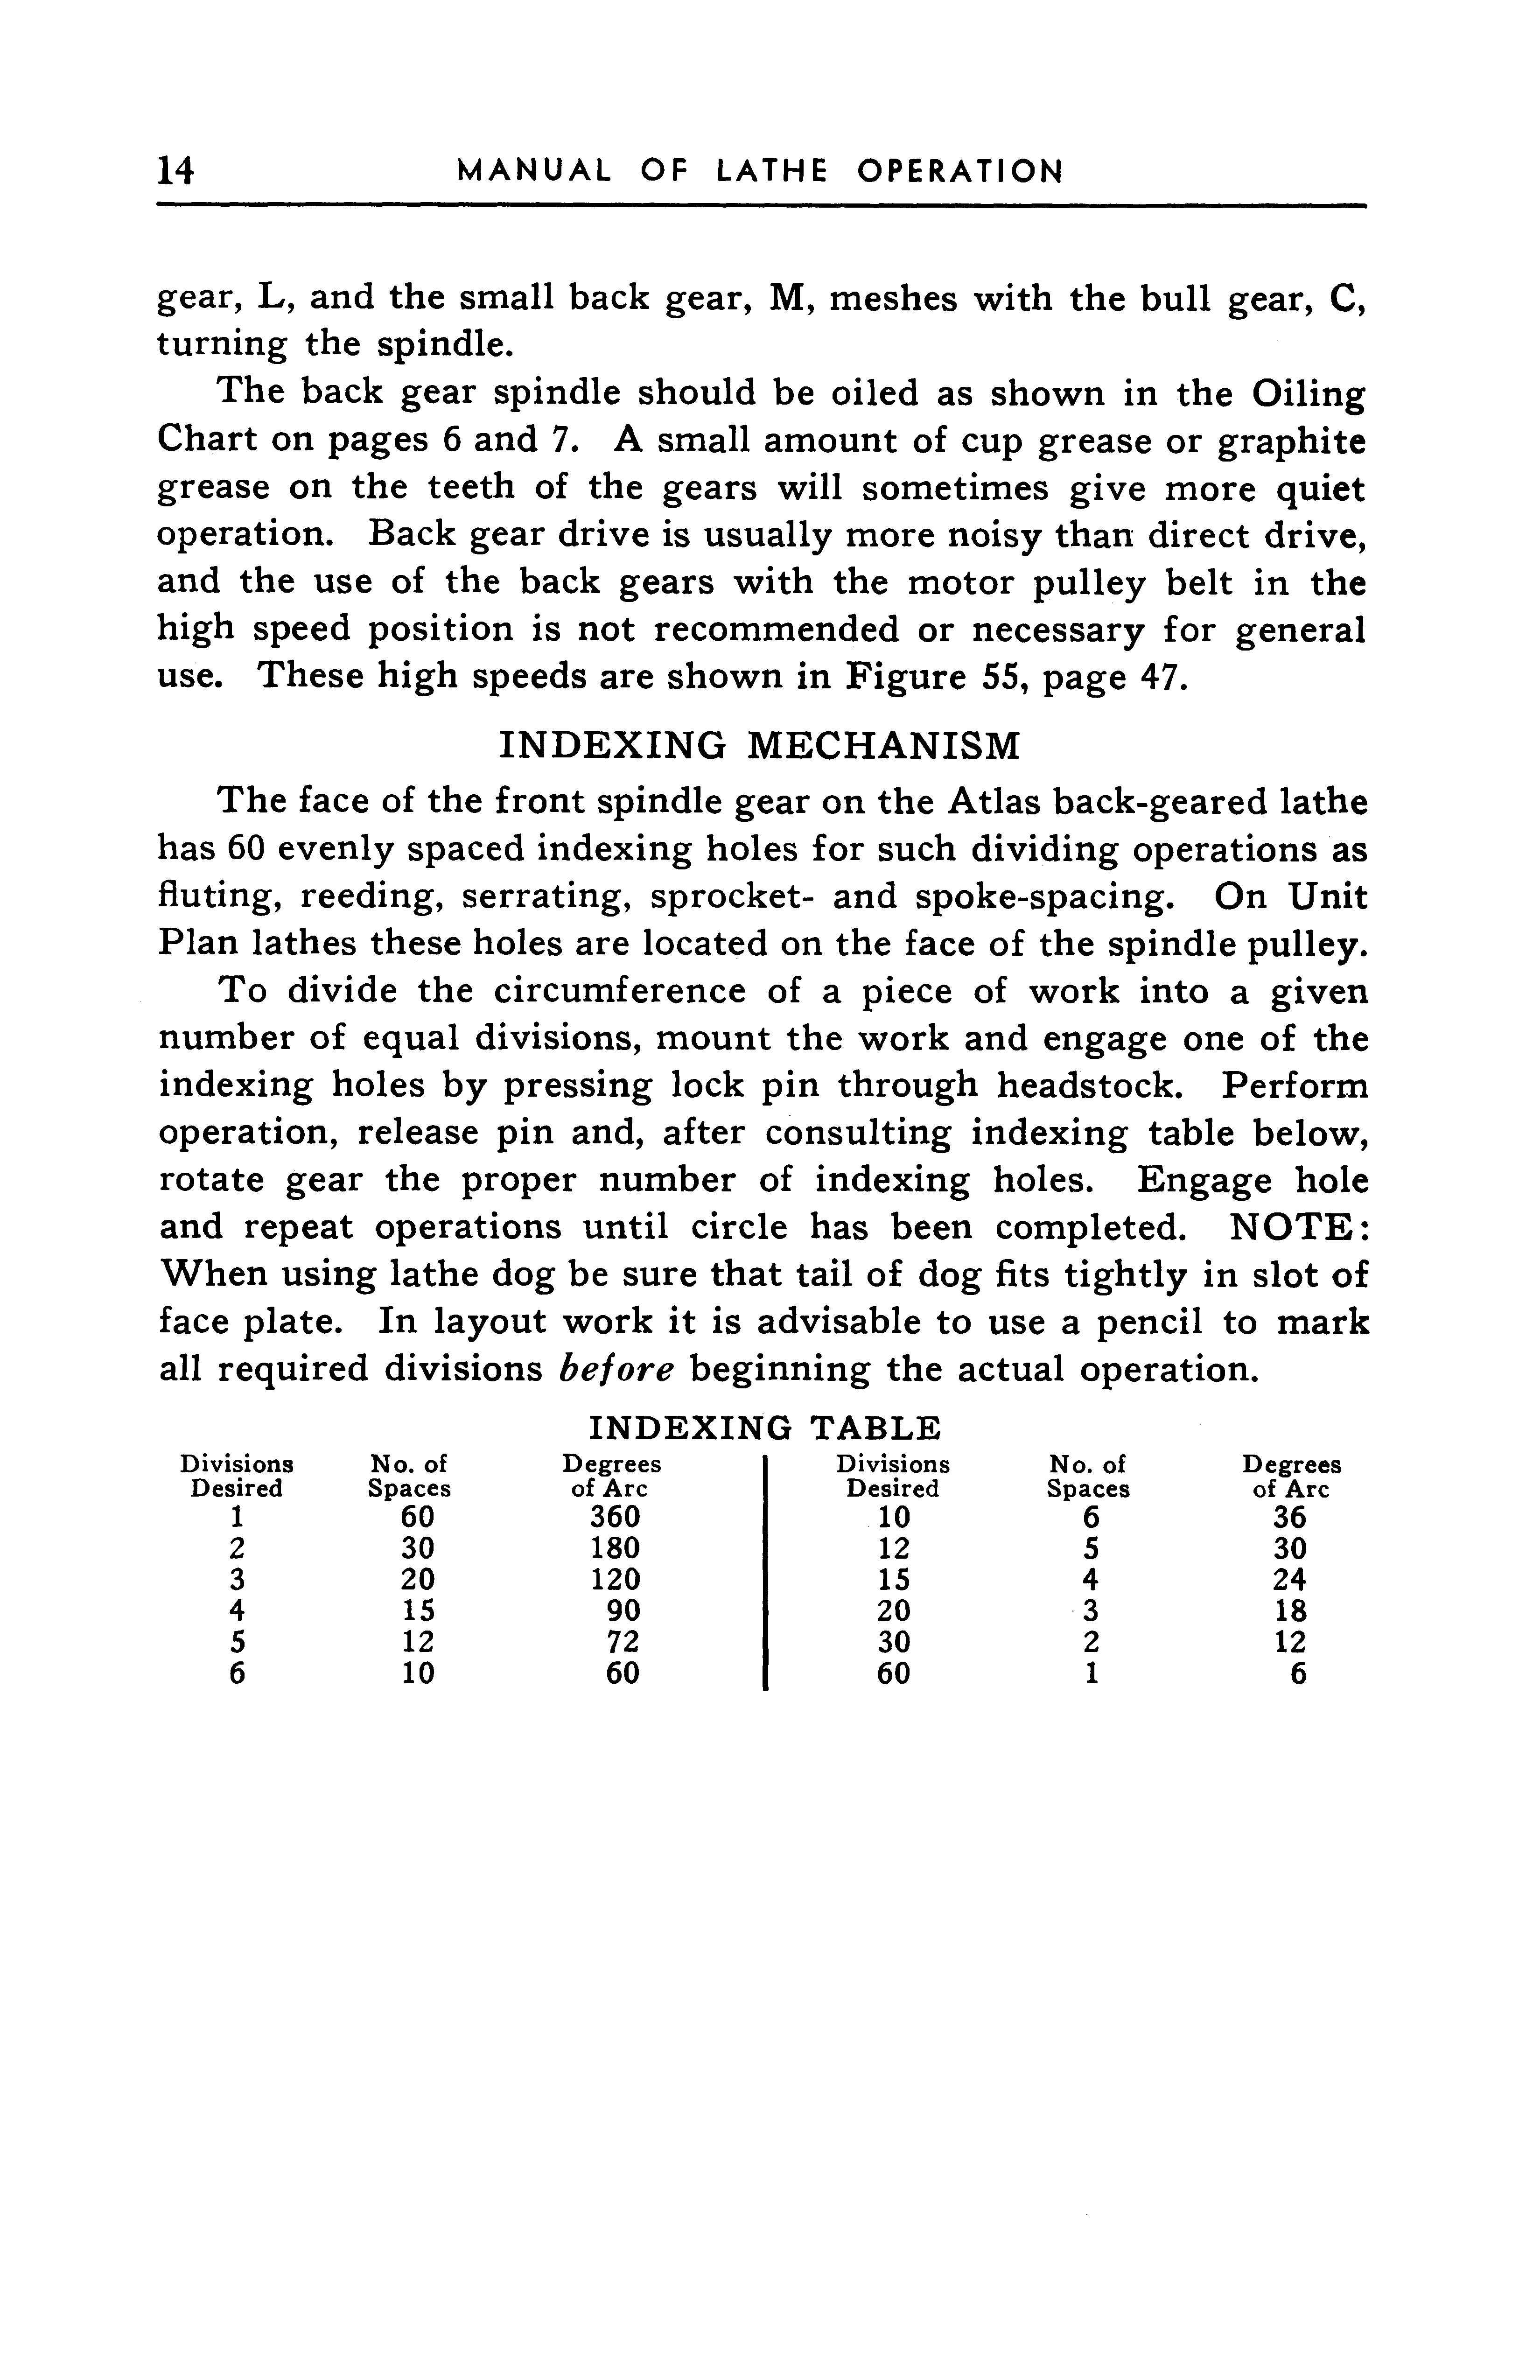 14 MANUAL OF LATHE OPERATION
gear, L, and the small back gear, M, meshes with the bull gear, C,
turning the spindle.
The back gear spindle should be oiled as shown in the Oiling
Chart on pages 6 and 7. A small amount of cup grease or graphite
grease on the teeth of the gears will sometimes give more quiet
operation. Back gear drive is usually more noisy than direct drive,
and the use of the back gears with the motor pulley belt in the
high speed position is not recommended or necessary for general
use. These high speeds are shown in Figure 55, page 47.
INDEXING MECHANISM
The face of the front spindle gear on the Atlas back-geared lathe
has 60 evenly spaced indexing holes for such dividing operations as
fluting, reeding, serrating, sprocket- and spoke-spacing. On Unit
Plan lathes these holes are located on the face of the spindle pulley.
To divide the circumference of a piece of work into a given
number of equal divisions, mount the work and engage one of the
indexing holes by pressing lock pin through headstock. Perform
operation, release pin and, after consulting indexing table below,
rotate gear the proper number of indexing holes. Engage hole
and repeat operations until circle has been completed. NOTE:
When using lathe dog be sure that tail of dog fits tightly in slot of
face plate. In layout work it is advisable to use a pencil to mark
all required divisions before beginning the actual operation.
INDEXING TABLE
Divisions No. of Degrees Divisions No. of Degrees
Desired Spaces of Arc Desired Spaces of Arc
1 60 360 10 6 36
2 30 180 12 5 30
3 20 120 15 4 24
4 15 90 20 3 18
5 12 72 30 2 12
6 10 60 60 1 6